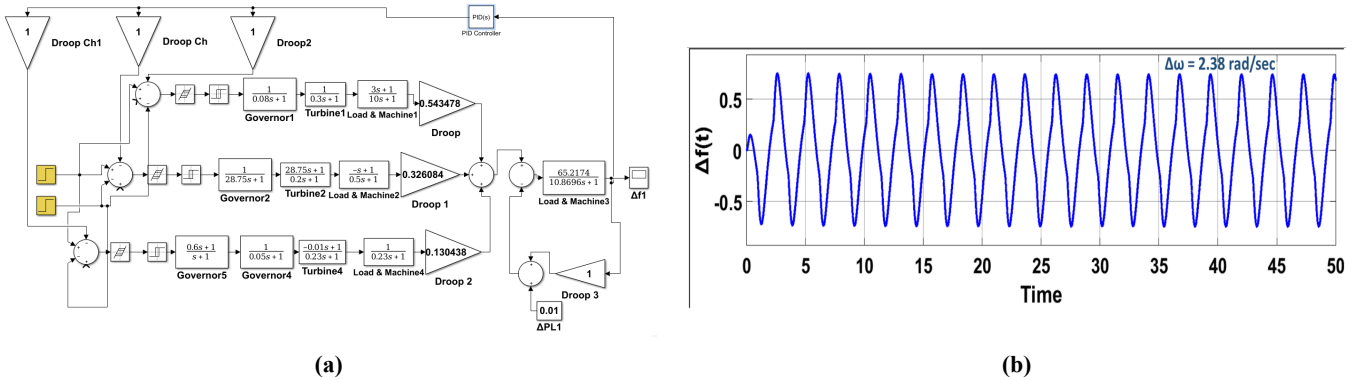 1
Droop Ch1
1
Droop Ch
1
Droop2
PID(s)
PID Controller
1
0.08s + 1
Governor1
1
0.3s + 1
Turbine1
3s + 1
10s + 1
Load & Machine1
0.543478
Droop
1
28.75s + 1
Governor2
28.75s + 1
0.2s + 1
Turbine2
−s + 1
0.5s + 1
Load & Machine2
0.326084
Droop 1
65.2174
10.8696s + 1
Load & Machine3
Δf1
0.6s + 1
s + 1
Governor5
1
0.05s + 1
Governor4
−0.01s + 1
0.23s + 1
Turbine4
1
0.23s + 1
Load & Machine4
0.130438
Droop 2
1
Droop 3
0.01
ΔPL1
(a)
Δω = 2.38 rad/sec
Δf(t)
0.5
0
-0.5
0 5 10 15 20 25 30 35 40 45 50
Time
(b)